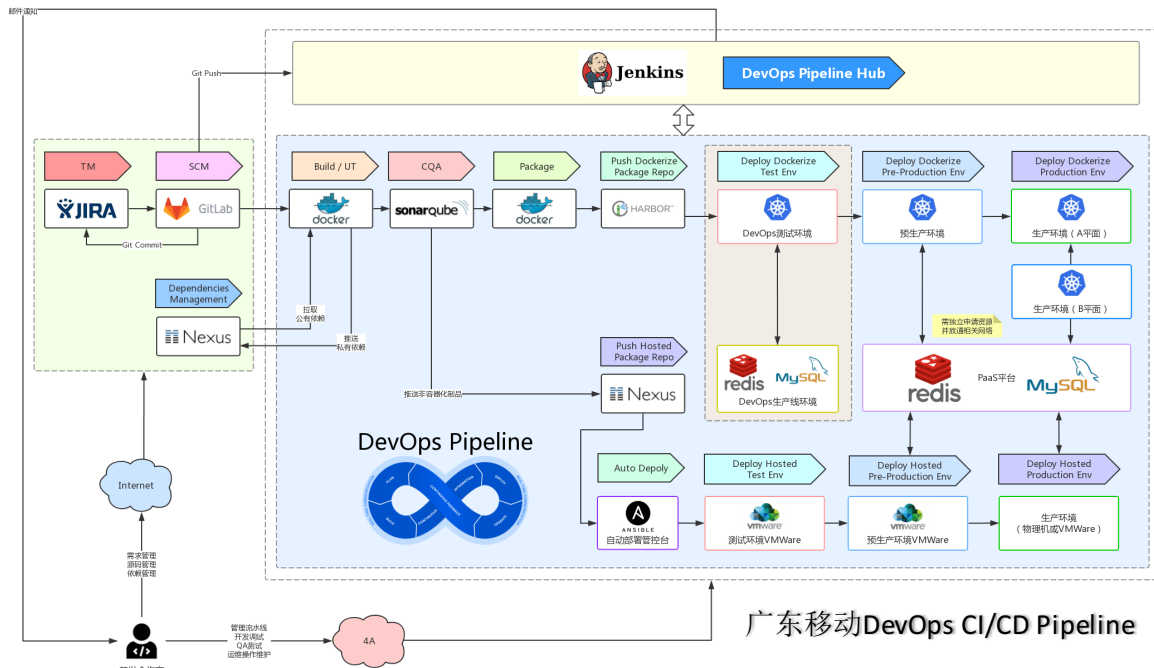 邮件通知
Jenkins
DevOps Pipeline Hub
Git Push
TM
SCM
JIRA
GitLab
Git Commit
Dependencies
Management
Nexus
Build / UT
CQA
Package
Push Dockerize
Package Repo
Deploy Dockerize
Test Env
Deploy Dockerize
Pre-Production Env
Deploy Dockerize
Production Env
docker
sonarqube
docker
HARBOR™
DevOps测试环境
预生产环境
生产环境（A平面）
生产环境（B平面）
拉取
公有依赖
推送
私有依赖
需独立申请资源
并放通相关网络
Push Hosted
Package Repo
Nexus
推送非容器化制品
redis
MySQL
DevOps生产线环境
redis
PaaS平台
MySQL
DevOps Pipeline
Auto Depoly
Deploy Hosted
Test Env
Deploy Hosted
Pre-Production Env
Deploy Hosted
Production Env
ANSIBLE
自动部署管控台
vmware
测试环境VMWare
vmware
预生产环境VMWare
生产环境
（物理机或VMWare）
Internet
需求管理
源码管理
依赖管理
管理流水线
开发调试
QA测试
运维操作维护
4A
广东移动DevOps CI/CD Pipeline